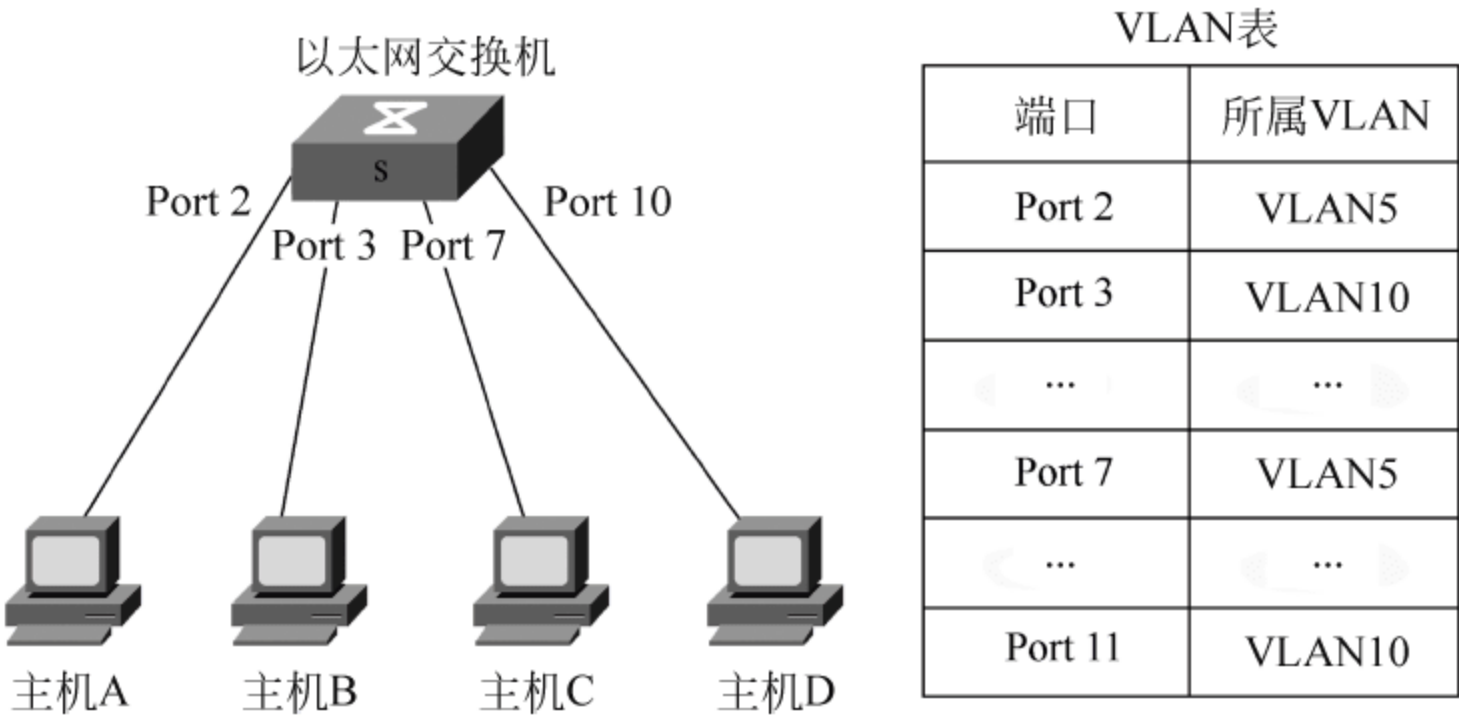 以太网交换机
S
Port 2
Port 3
Port 7
Port 10
主机A
主机B
主机C
主机D
VLAN表
端口 所属VLAN
Port 2 VLAN5
Port 3 VLAN10
... ...
Port 7 VLAN5
... ...
Port 11 VLAN10